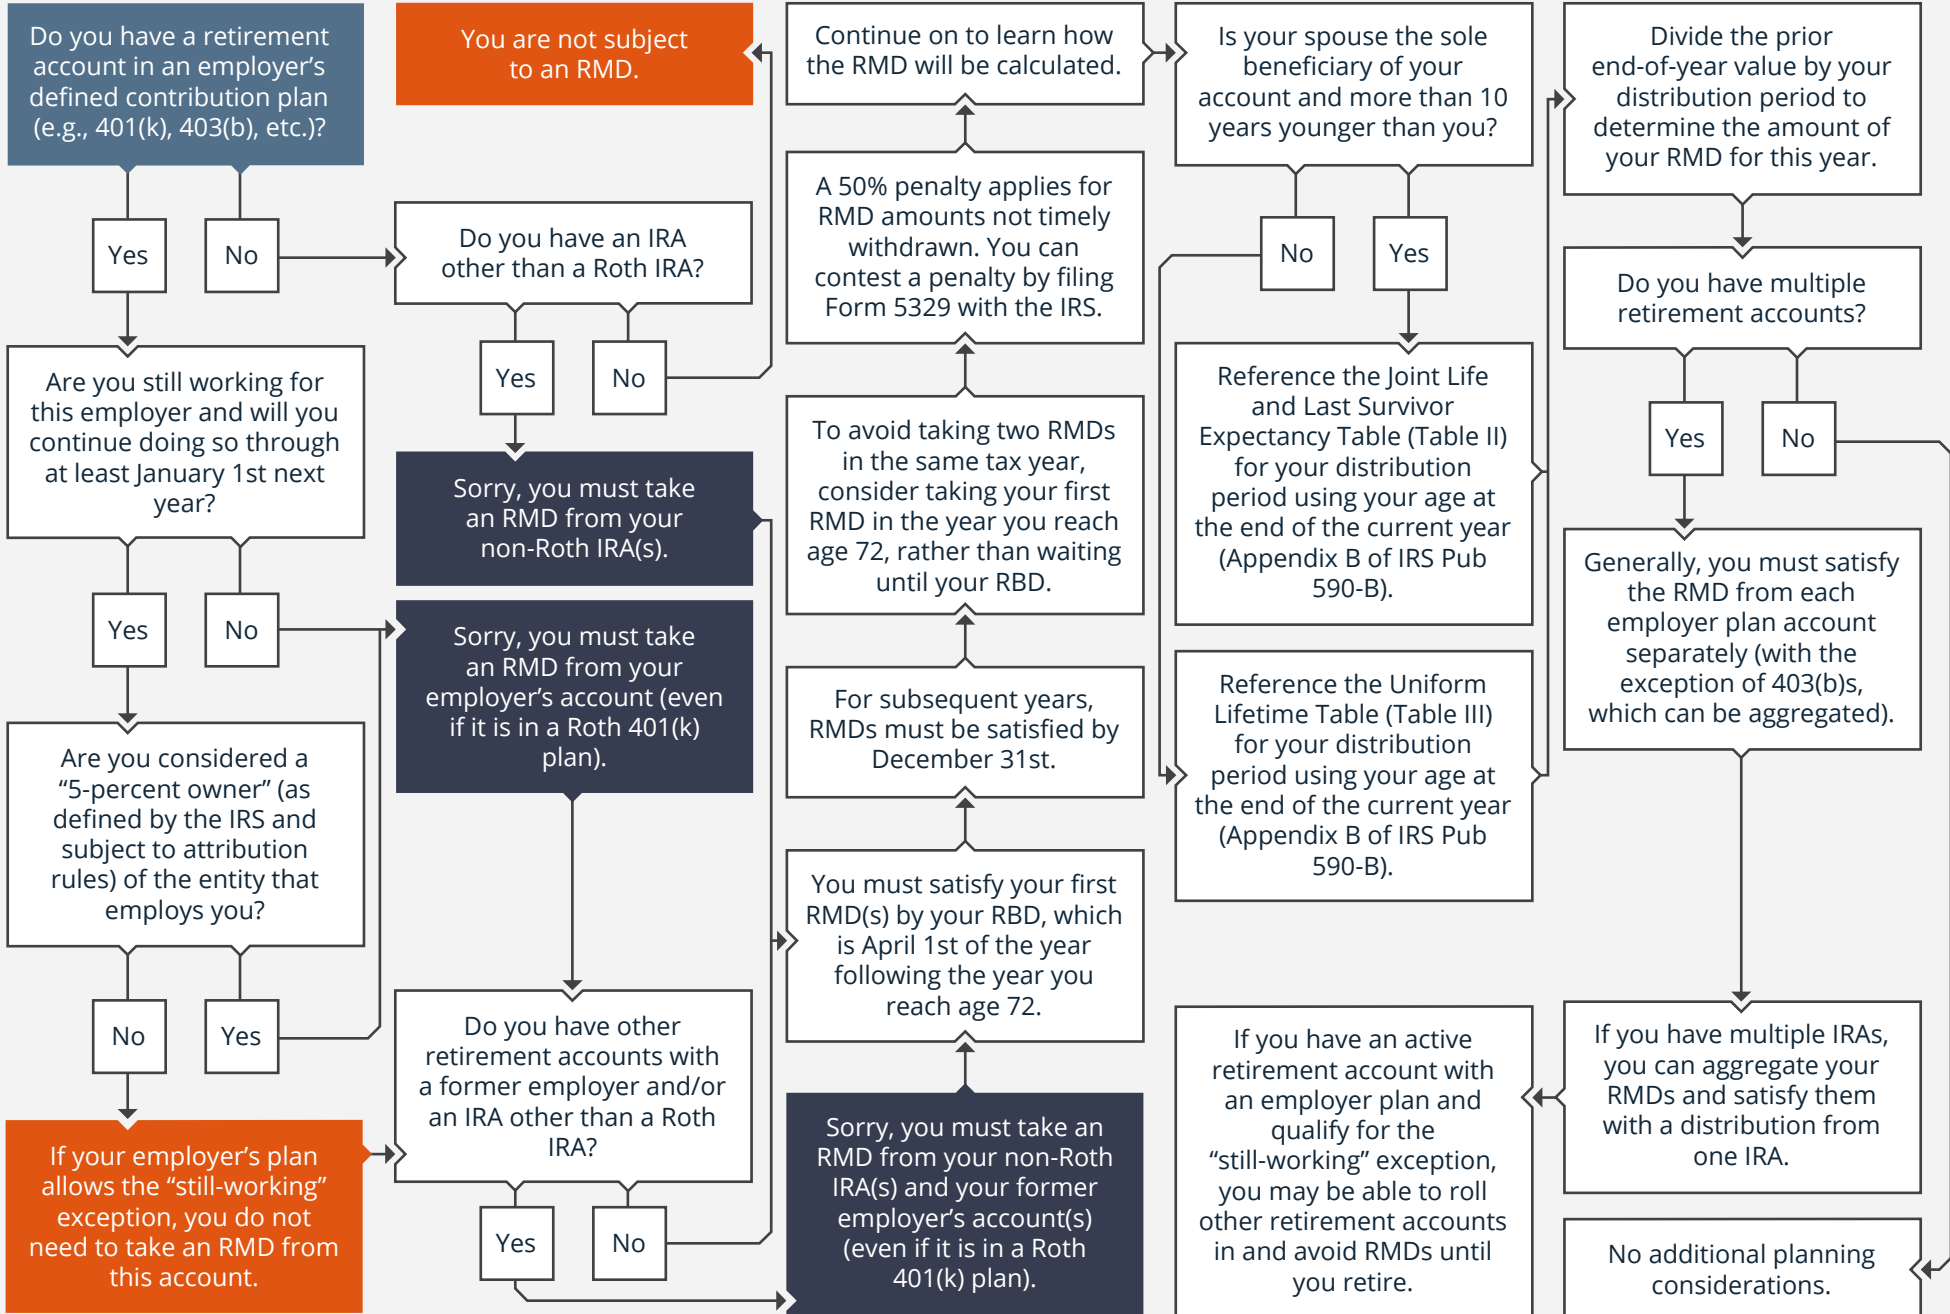 Do you have a retirement
account in an employer's
defined contribution plan
(e.g., 401(k), 403(b), etc.)?
Yes
No
Are you still working for
this employer and will you
continue doing so through
at least January 1st next
year?
Yes
No
Are you considered a
“5-percent owner” (as
defined by the IRS and
subject to attribution
rules) of the entity that
employs you?
No
Yes
If your employer's plan
allows the “still-working”
exception, you do not
need to take an RMD from
this account.
You are not subject
to an RMD.
Do you have an IRA
other than a Roth IRA?
Yes
No
Sorry, you must take
an RMD from your
non-Roth IRA(s).
Sorry, you must take
an RMD from your
employer's account (even
if it is in a Roth 401(k)
plan).
Do you have other
retirement accounts with
a former employer and/or
an IRA other than a Roth
IRA?
Yes
No
Continue on to learn how
the RMD will be calculated.
A 50% penalty applies for
RMD amounts not timely
withdrawn. You can
contest a penalty by filing
Form 5329 with the IRS.
To avoid taking two RMDs
in the same tax year,
consider taking your first
RMD in the year you reach
age 72, rather than waiting
until your RBD.
For subsequent years,
RMDs must be satisfied by
December 31st.
You must satisfy your first
RMD(s) by your RBD, which
is April 1st of the year
following the year you
reach age 72.
Sorry, you must take an
RMD from your non-Roth
IRA(s) and your former
employer's account(s)
(even if it is in a Roth
401(k) plan).
Is your spouse the sole
beneficiary of your
account and more than 10
years younger than you?
No
Yes
Reference the Joint Life
and Last Survivor
Expectancy Table (Table II)
for your distribution
period using your age at
the end of the current year
(Appendix B of IRS Pub
590-B).
Reference the Uniform
Lifetime Table (Table III)
for your distribution
period using your age at
the end of the current year
(Appendix B of IRS Pub
590-B).
If you have an active
retirement account with
an employer plan and
qualify for the
“still-working” exception,
you may be able to roll
other retirement accounts
in and avoid RMDs until
you retire.
Divide the prior
end-of-year value by your
distribution period to
determine the amount of
your RMD for this year.
Do you have multiple
retirement accounts?
Yes
No
Generally, you must satisfy
the RMD from each
employer plan account
separately (with the
exception of 403(b)s,
which can be aggregated).
If you have multiple IRAs,
you can aggregate your
RMDs and satisfy them
with a distribution from
one IRA.
No additional planning
considerations.